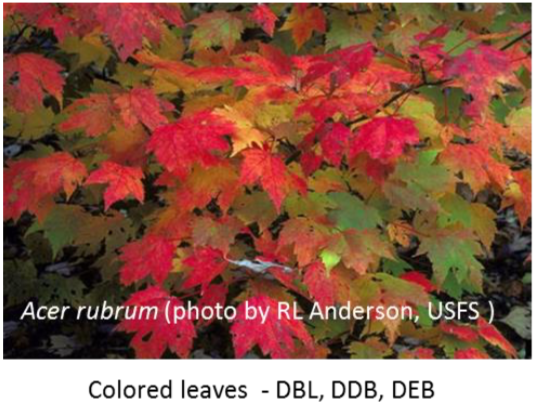 Acer rubrum (photo by RL Anderson, USFS )
Colored leaves - DBL, DDB, DEB